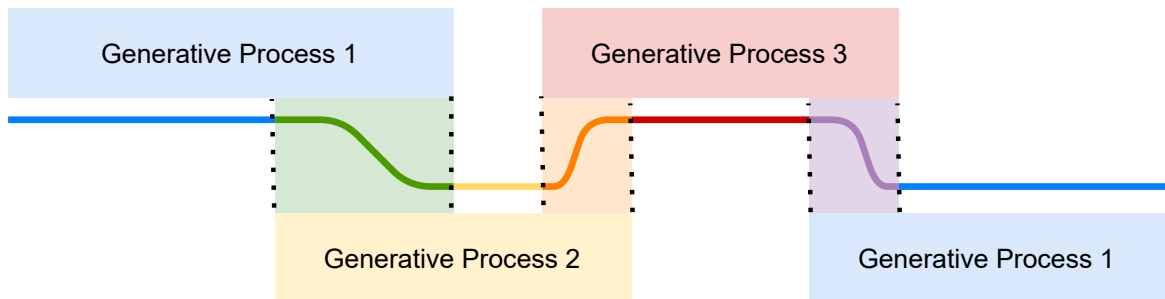 Generative Process 1
Generative Process 3
Generative Process 2
Generative Process 1